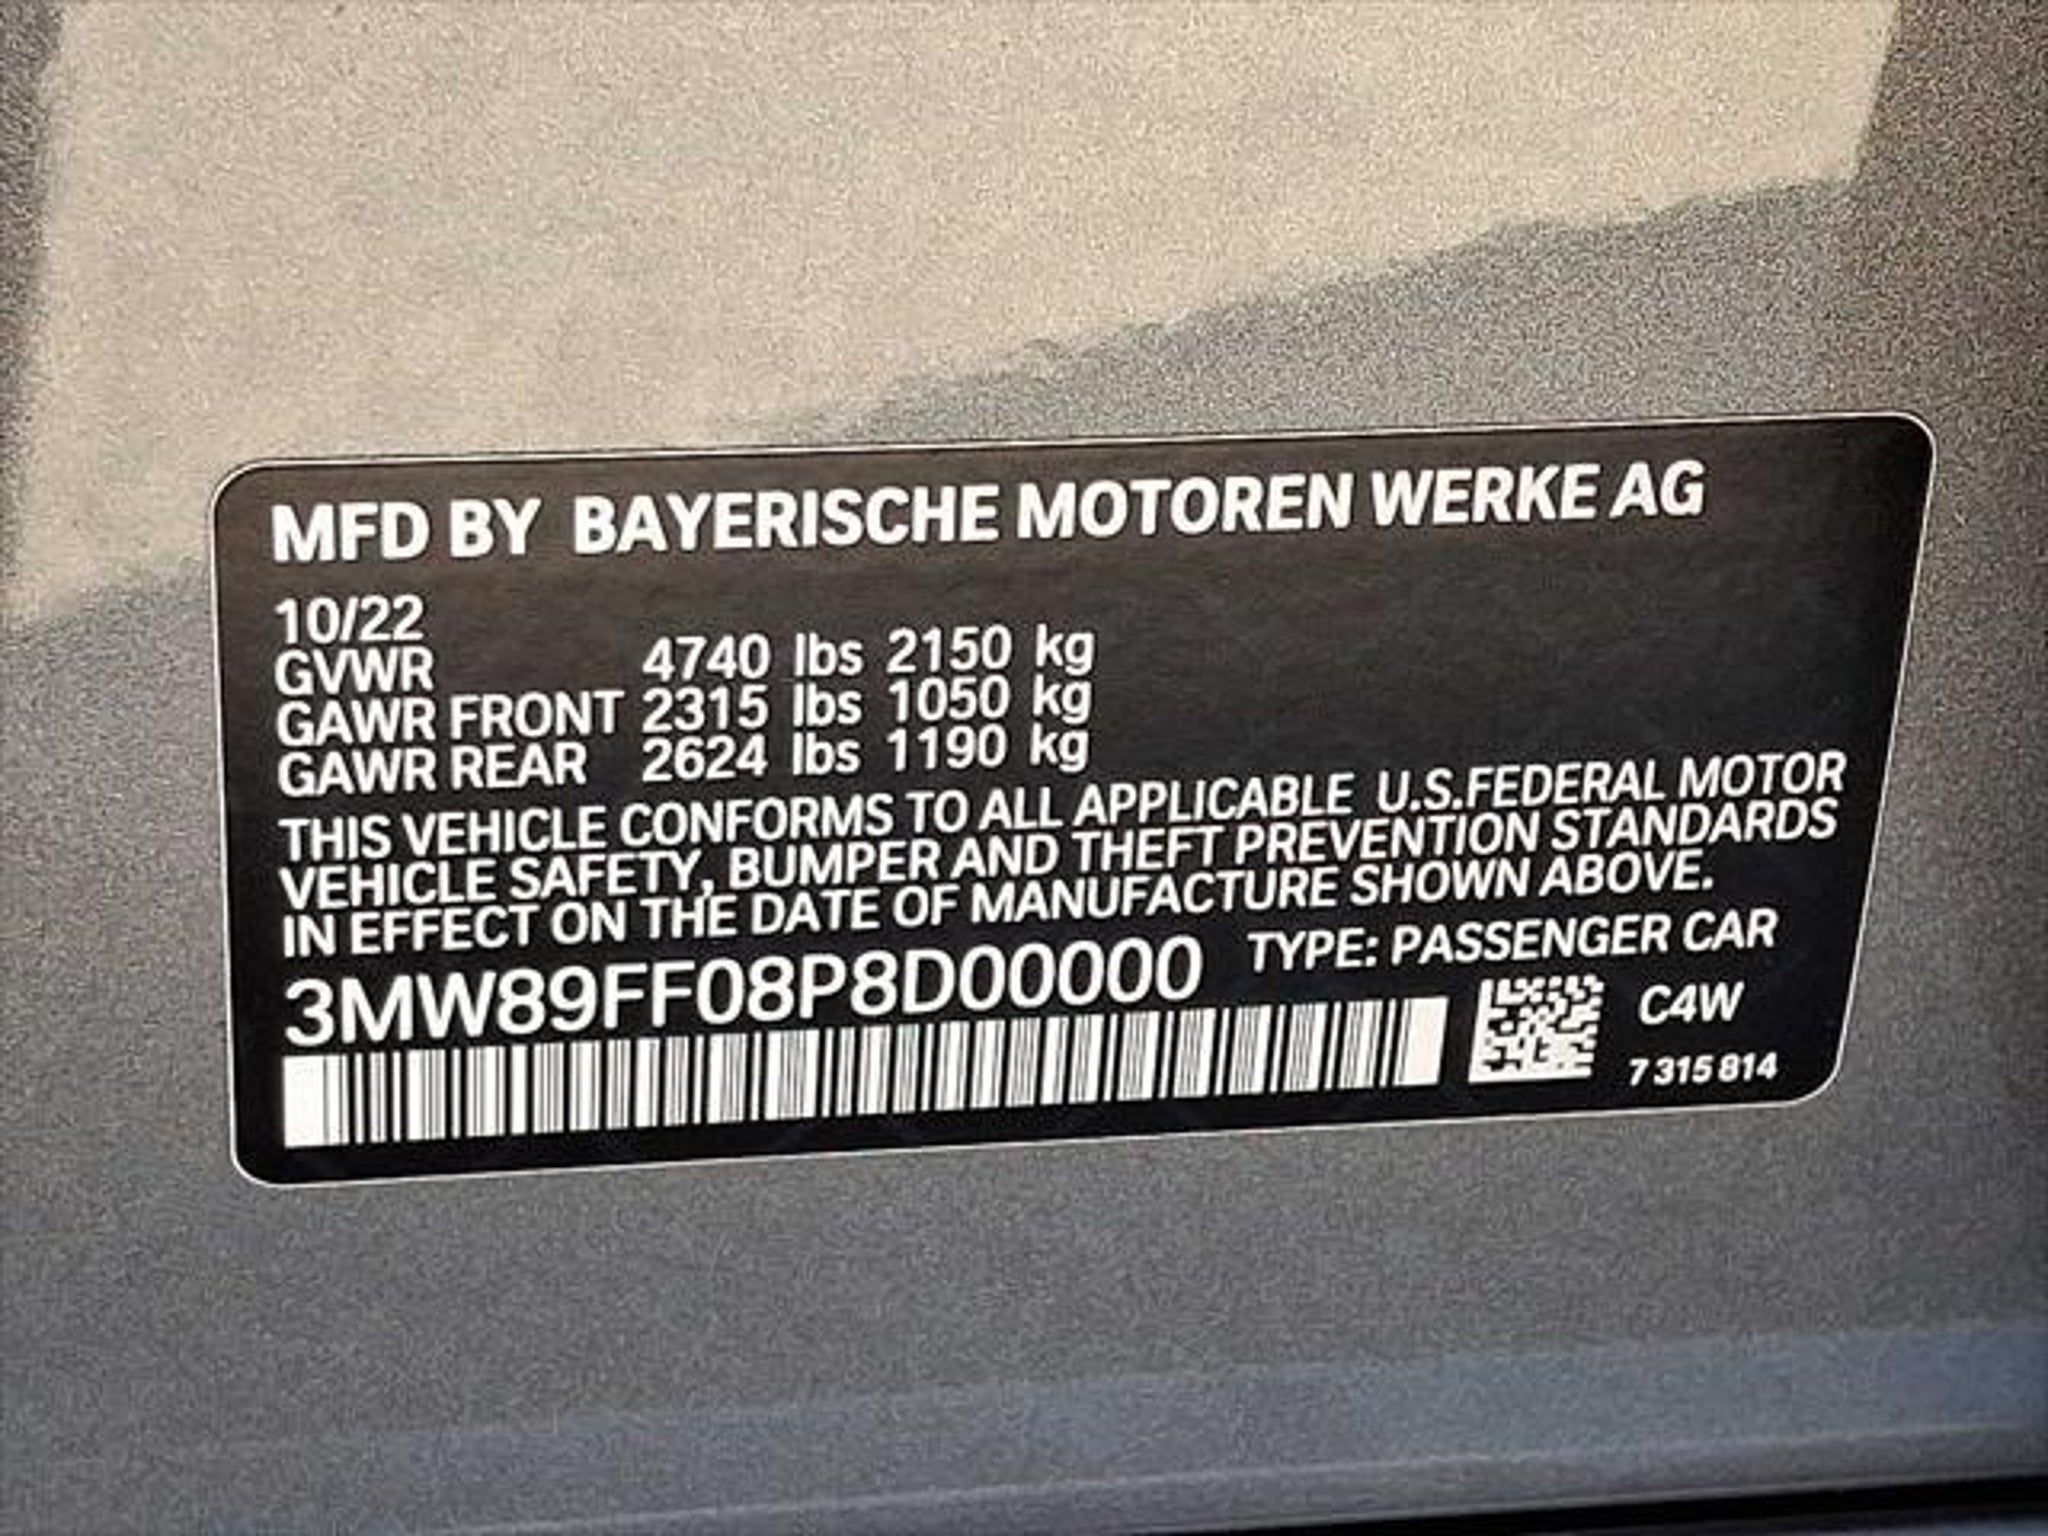 MFD BY BAYERISCHE MOTOREN WERKE AG
10/22
GVWR 4740 lbs 2150 kg
GAWR FRONT 2315 lbs 1050 kg
GAWR REAR 2624 lbs 1190 kg
THIS VEHICLE CONFORMS TO ALL APPLICABLE U.S.FEDERAL MOTOR
VEHICLE SAFETY, BUMPER AND THEFT PREVENTION STANDARDS
IN EFFECT ON THE DATE OF MANUFACTURE SHOWN ABOVE.
3MW89FF08P8D00000 TYPE: PASSENGER CAR
C4W
7 315 814